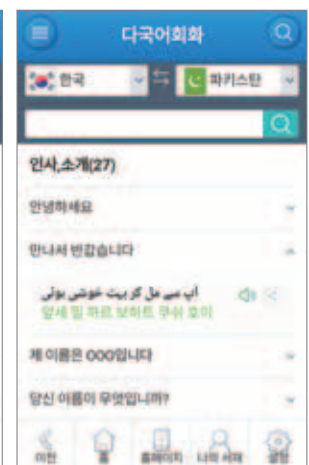 다국어회화
한국
파키스탄
인사,소개(27)
안녕하세요
만나서 반갑습니다
آپ سے مل کر بہت خوشی ہوئی
앞세 밀 까르 보하트 쿠쉬 호이
제 이름은 OOO입니다
당신 이름이 무엇입니까?
이전 홈 홈페이지 나의 서재 설정